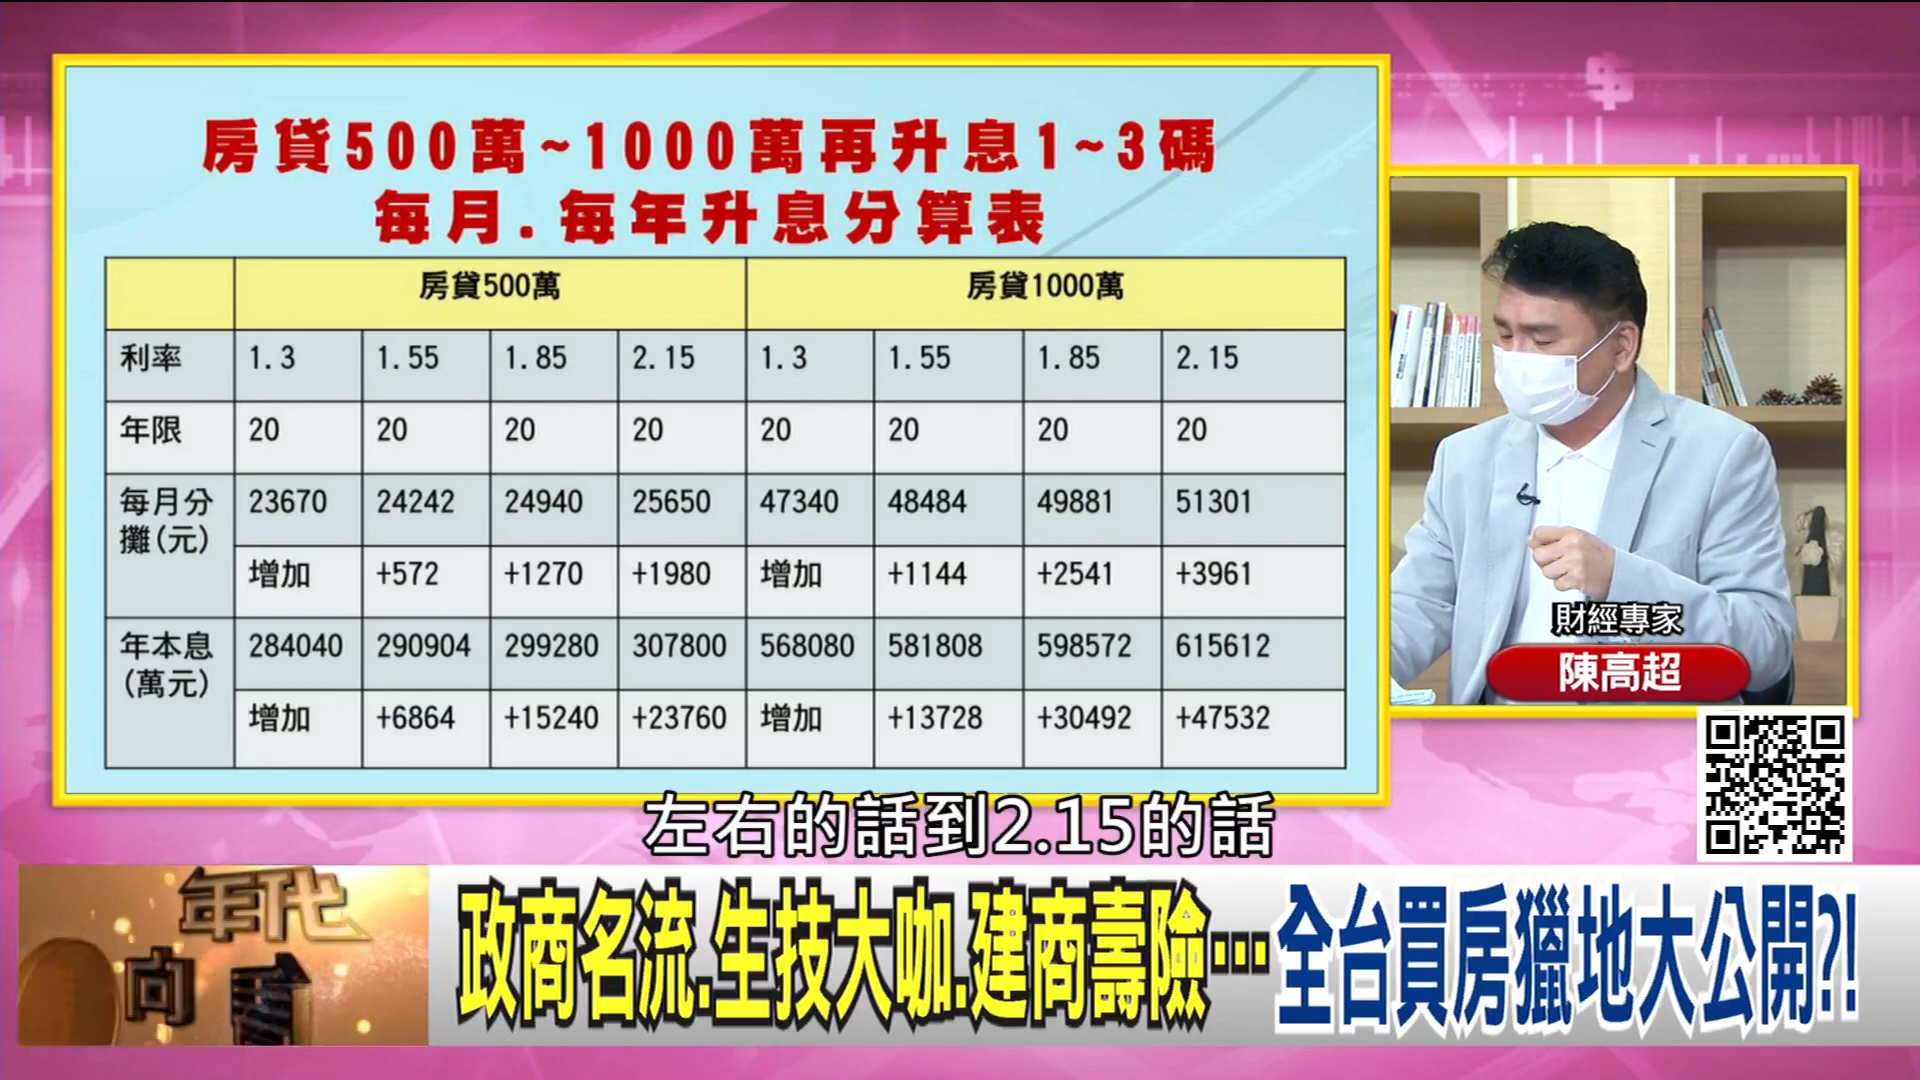 房貸500萬~1000萬再升息1~3碼
每月.每年升息分算表
房貸500萬 房貸1000萬
利率 1.3 1.55 1.85 2.15 1.3 1.55 1.85 2.15
年限 20 20 20 20 20 20 20 20
每月分攤(元) 23670 24242 24940 25650 47340 48484 49881 51301
增加 +572 +1270 +1980 增加 +1144 +2541 +3961
年本息(萬元) 284040 290904 299280 307800 568080 581808 598572 615612
增加 +6864 +15240 +23760 增加 +13728 +30492 +47532
財經專家
陳高超
左右的話到2.15的話
年代
向錢
政商名流.生技大咖.建商壽險…全台買房獵地大公開?!